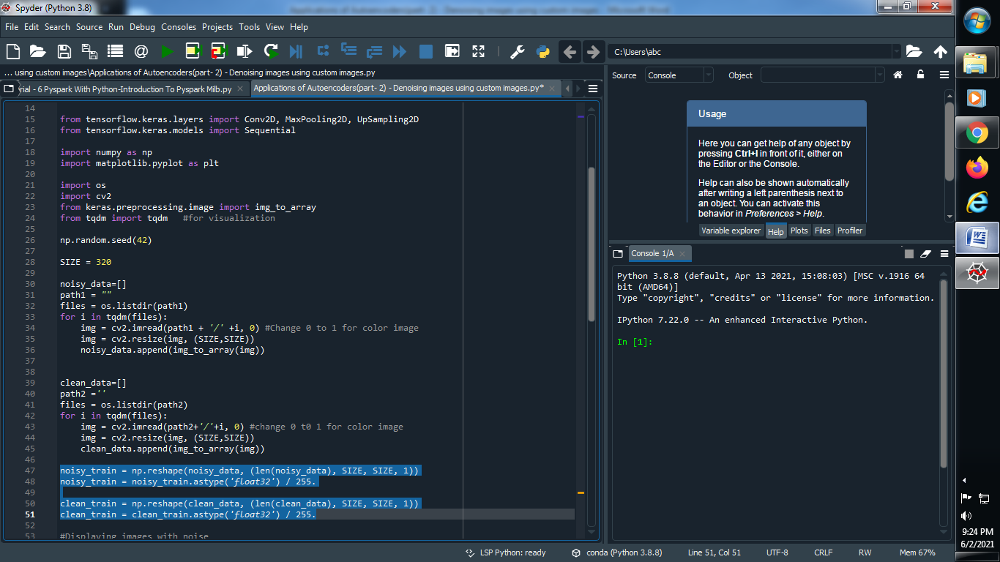 Spyder (Python 3.8)
File Edit Search Source Run Debug Consoles Projects Tools View Help
C:\Users\abc
... using custom images\Applications of Autoencoders(part- 2) - Denoising images using custom images.py
rial - 6 Pyspark With Python-Introduction To Pyspark Milb.py
Applications of Autoencoders(part- 2) - Denoising images using custom images.py*
14
15 from tensorflow.keras.layers import Conv2D, MaxPooling2D, UpSampling2D
16 from tensorflow.keras.models import Sequential
17
18 import numpy as np
19 import matplotlib.pyplot as plt
20
21 import os
22 import cv2
23 from keras.preprocessing.image import img_to_array
24 from tqdm import tqdm   #for visualization
25
26 np.random.seed(42)
27
28 SIZE = 320
29
30 noisy_data=[]
31 path1 = ""
32 files = os.listdir(path1)
33 for i in tqdm(files):
34     img = cv2.imread(path1 + '/' +i, 0) #Change 0 to 1 for color image
35     img = cv2.resize(img, (SIZE,SIZE))
36     noisy_data.append(img_to_array(img))
37
38
39 clean_data=[]
40 path2 =''
41 files = os.listdir(path2)
42 for i in tqdm(files):
43     img = cv2.imread(path2+'/'+i, 0) #change 0 t0 1 for color image
44     img = cv2.resize(img, (SIZE,SIZE))
45     clean_data.append(img_to_array(img))
46
47 noisy_train = np.reshape(noisy_data, (len(noisy_data), SIZE, SIZE, 1))
48 noisy_train = noisy_train.astype('float32') / 255.
49
50 clean_train = np.reshape(clean_data, (len(clean_data), SIZE, SIZE, 1))
51 clean_train = clean_train.astype('float32') / 255.
52
53 #Displaying images with noise
Source Console Object
Usage
Here you can get help of any object by
pressing Ctrl+I in front of it, either on
the Editor or the Console.
Help can also be shown automatically
after writing a left parenthesis next to
an object. You can activate this
behavior in Preferences > Help.
Variable explorer Help Plots Files Profiler
Console 1/A
Python 3.8.8 (default, Apr 13 2021, 15:08:03) [MSC v.1916 64
bit (AMD64)]
Type "copyright", "credits" or "license" for more information.
IPython 7.22.0 -- An enhanced Interactive Python.
In [1]:
LSP Python: ready conda (Python 3.8.8) Line 51, Col 51 UTF-8 CRLF RW Mem 67%
9:24 PM
6/2/2021